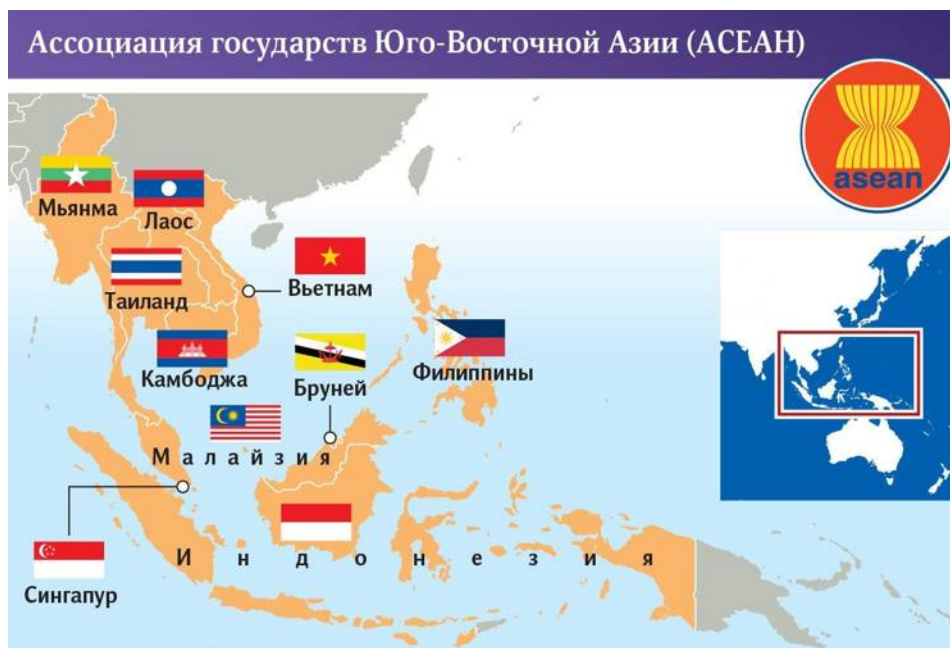 Ассоциация государств Юго-Восточной Азии (АСЕАН)
asean
Мьянма
Лаос
Таиланд
Вьетнам
Камбоджа
Бруней
Филиппины
Малайзия
Индонезия
Сингапур